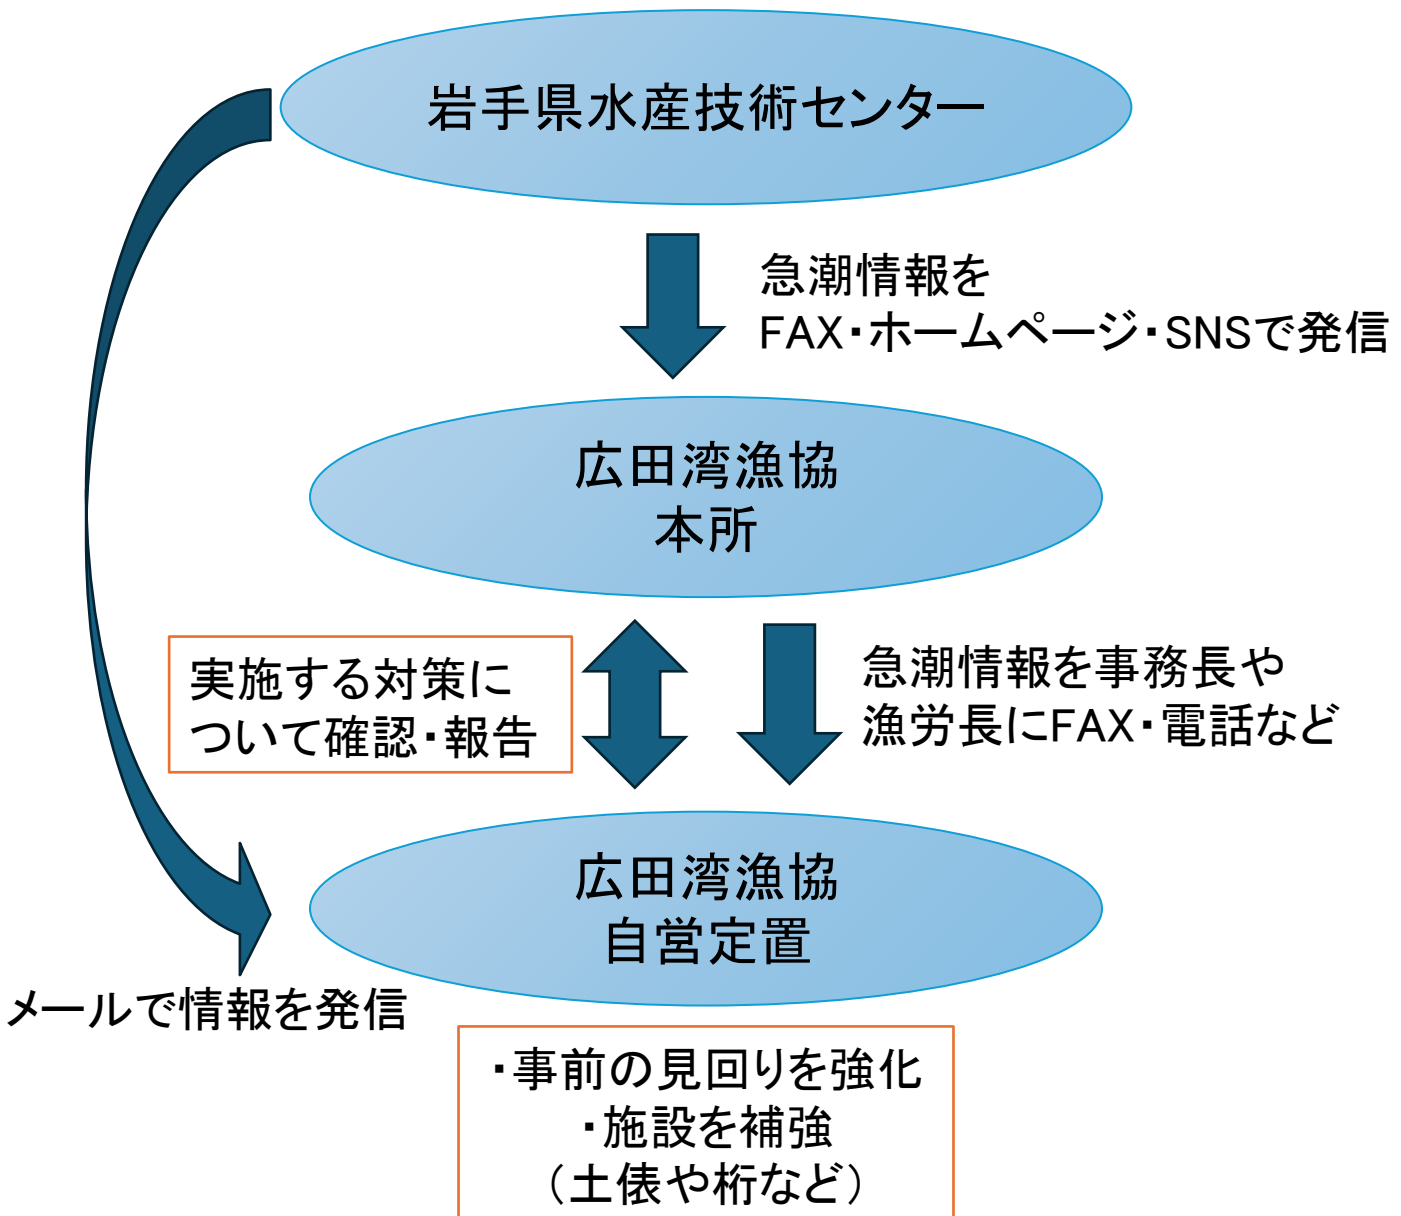 岩手県水産技術センター
急潮情報を
FAX・ホームページ・SNSで発信
広田湾漁協
本所
実施する対策に
ついて確認・報告
急潮情報を事務長や
漁労長にFAX・電話など
広田湾漁協
自営定置
メールで情報を発信
・事前の見回りを強化
・施設を補強
（土俵や桁など）